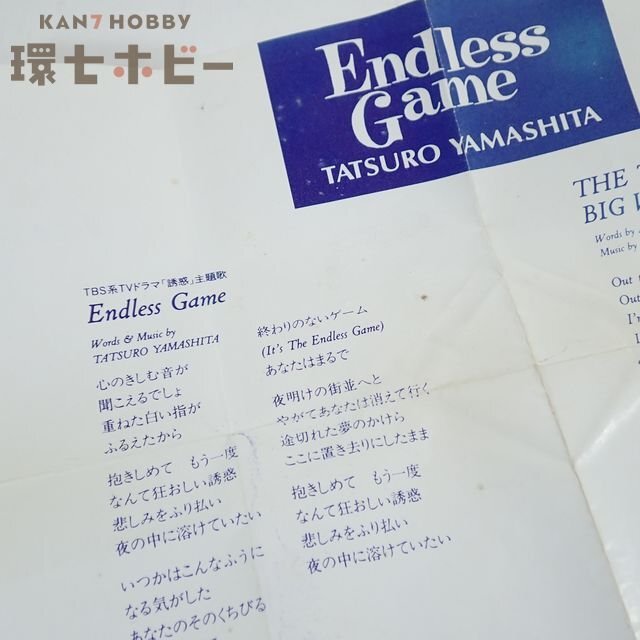 KAN7 HOBBY
環七ホビー
Endless
Game
TATSURO YAMASHITA
TBS系TVドラマ「誘惑」主題歌
Endless Game
Words & Music by
TATSURO YAMASHITA
心のきしむ音が
聞こえるでしょ
重ねた白い指が
ふるえたから
抱きしめて もう一度
なんて狂おしい誘惑
悲しみをふり払い
夜の中に溶けていたい
いつかはこんなふうに
なる気がした
あなたのそのくちびる
終わりのないゲーム
(It's The Endless Game)
あなたはまるで
夜明けの街並へと
やがてあなたは消えて行く
途切れた夢のかけら
ここに置き去りにしたまま
抱きしめて もう一度
なんて狂おしい誘惑
悲しみをふり払い
夜の中に溶けていたい
THE
BIG
Words by
Music by
Out
Out
I'm